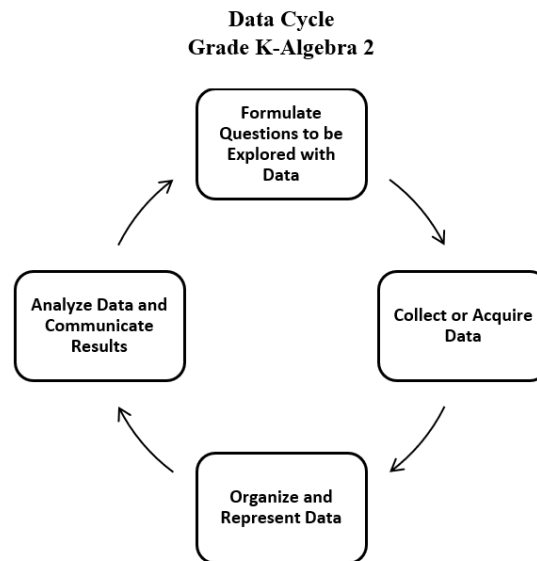 Data Cycle
Grade K-Algebra 2
Formulate
Questions to be
Explored with
Data
Collect or Acquire
Data
Organize and
Represent Data
Analyze Data and
Communicate
Results